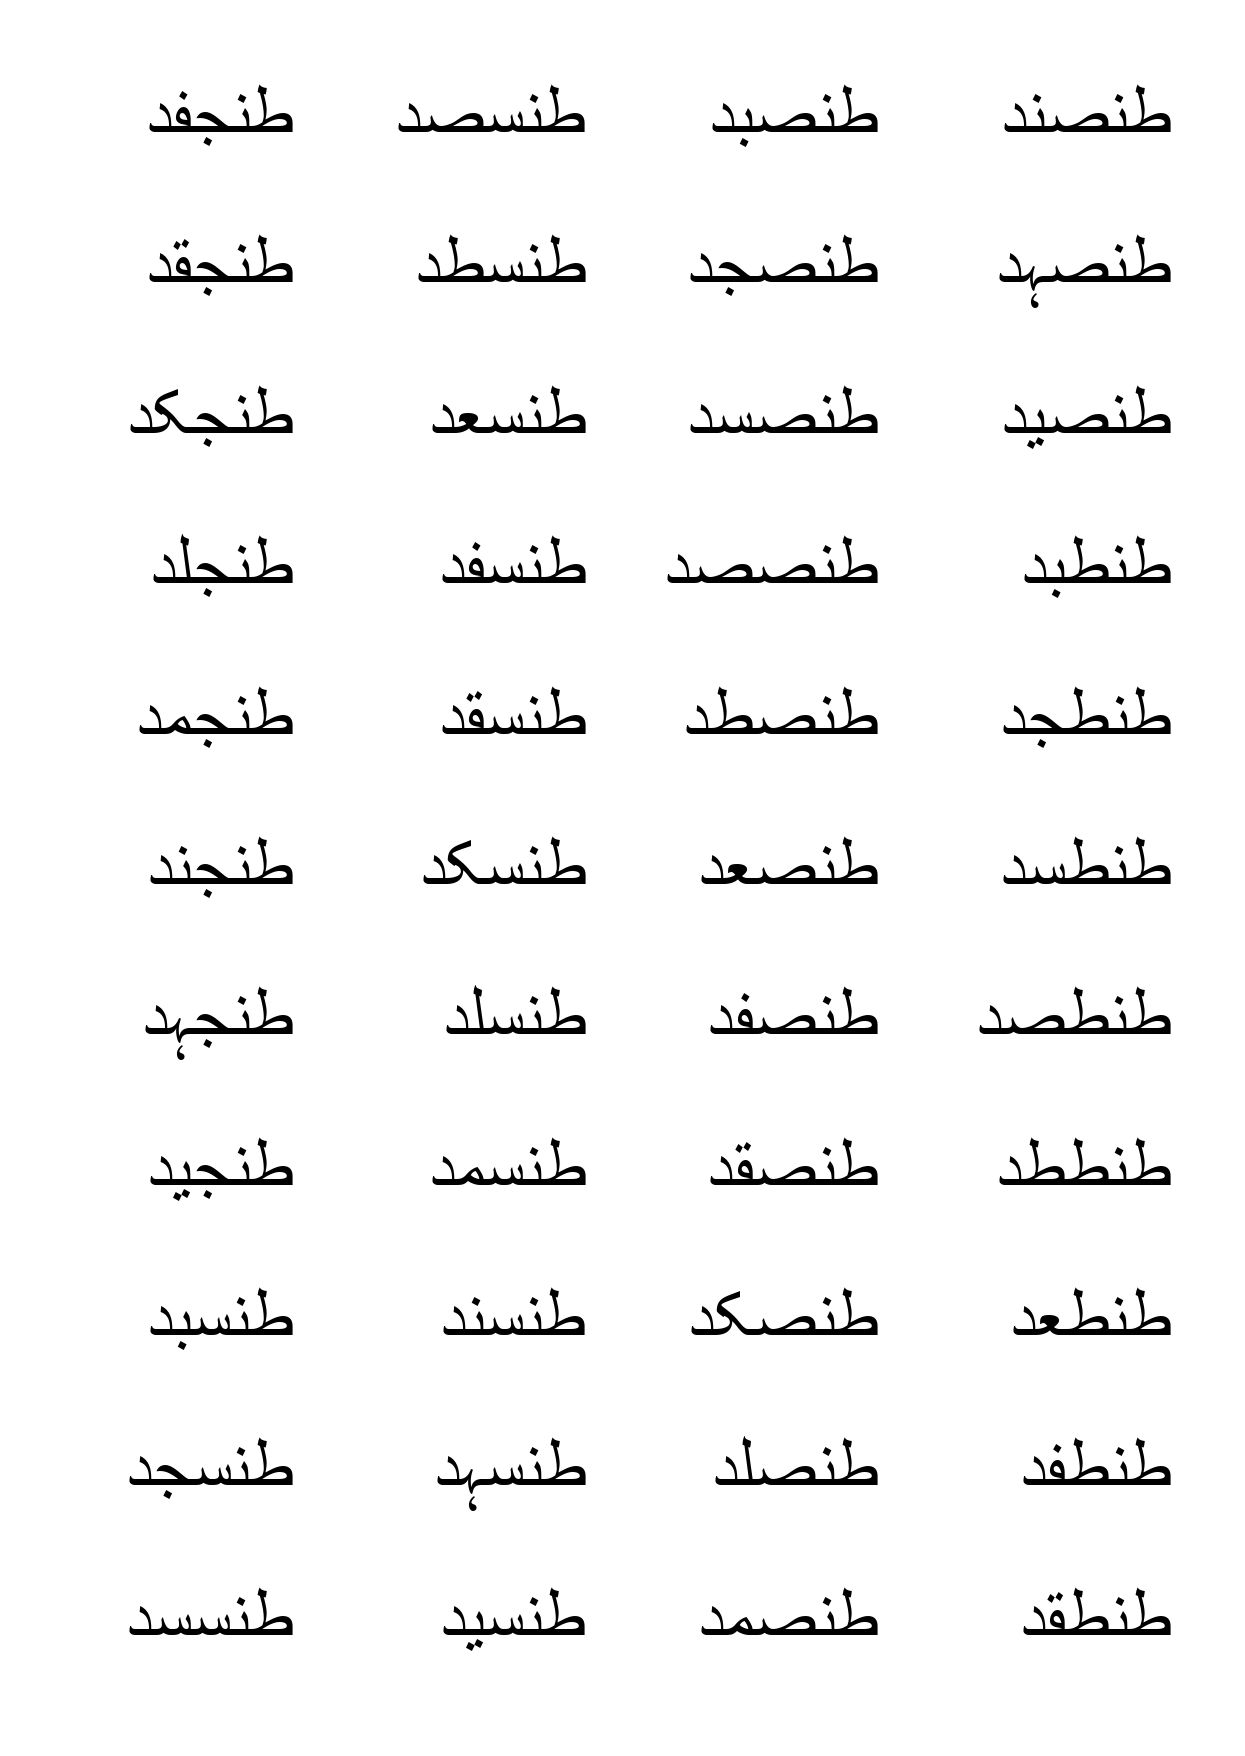 طنصند طنصبد طنسصد طنجفد
طنصہد طنصجد طنسطد طنجقد
طنصيد طنصسد طنسعد طنجكد
طنطبد طنصصد طنسفد طنجلد
طنطجد طنصطد طنسقد طنجمد
طنطسد طنصعد طنسكد طنجند
طنطصد طنصفد طنسلد طنجہد
طنططد طنصقد طنسمد طنجيد
طنطعد طنصكد طنسند طنسبد
طنطفد طنصلد طنسہد طنسجد
طنطقد طنصمد طنسيد طنسسد